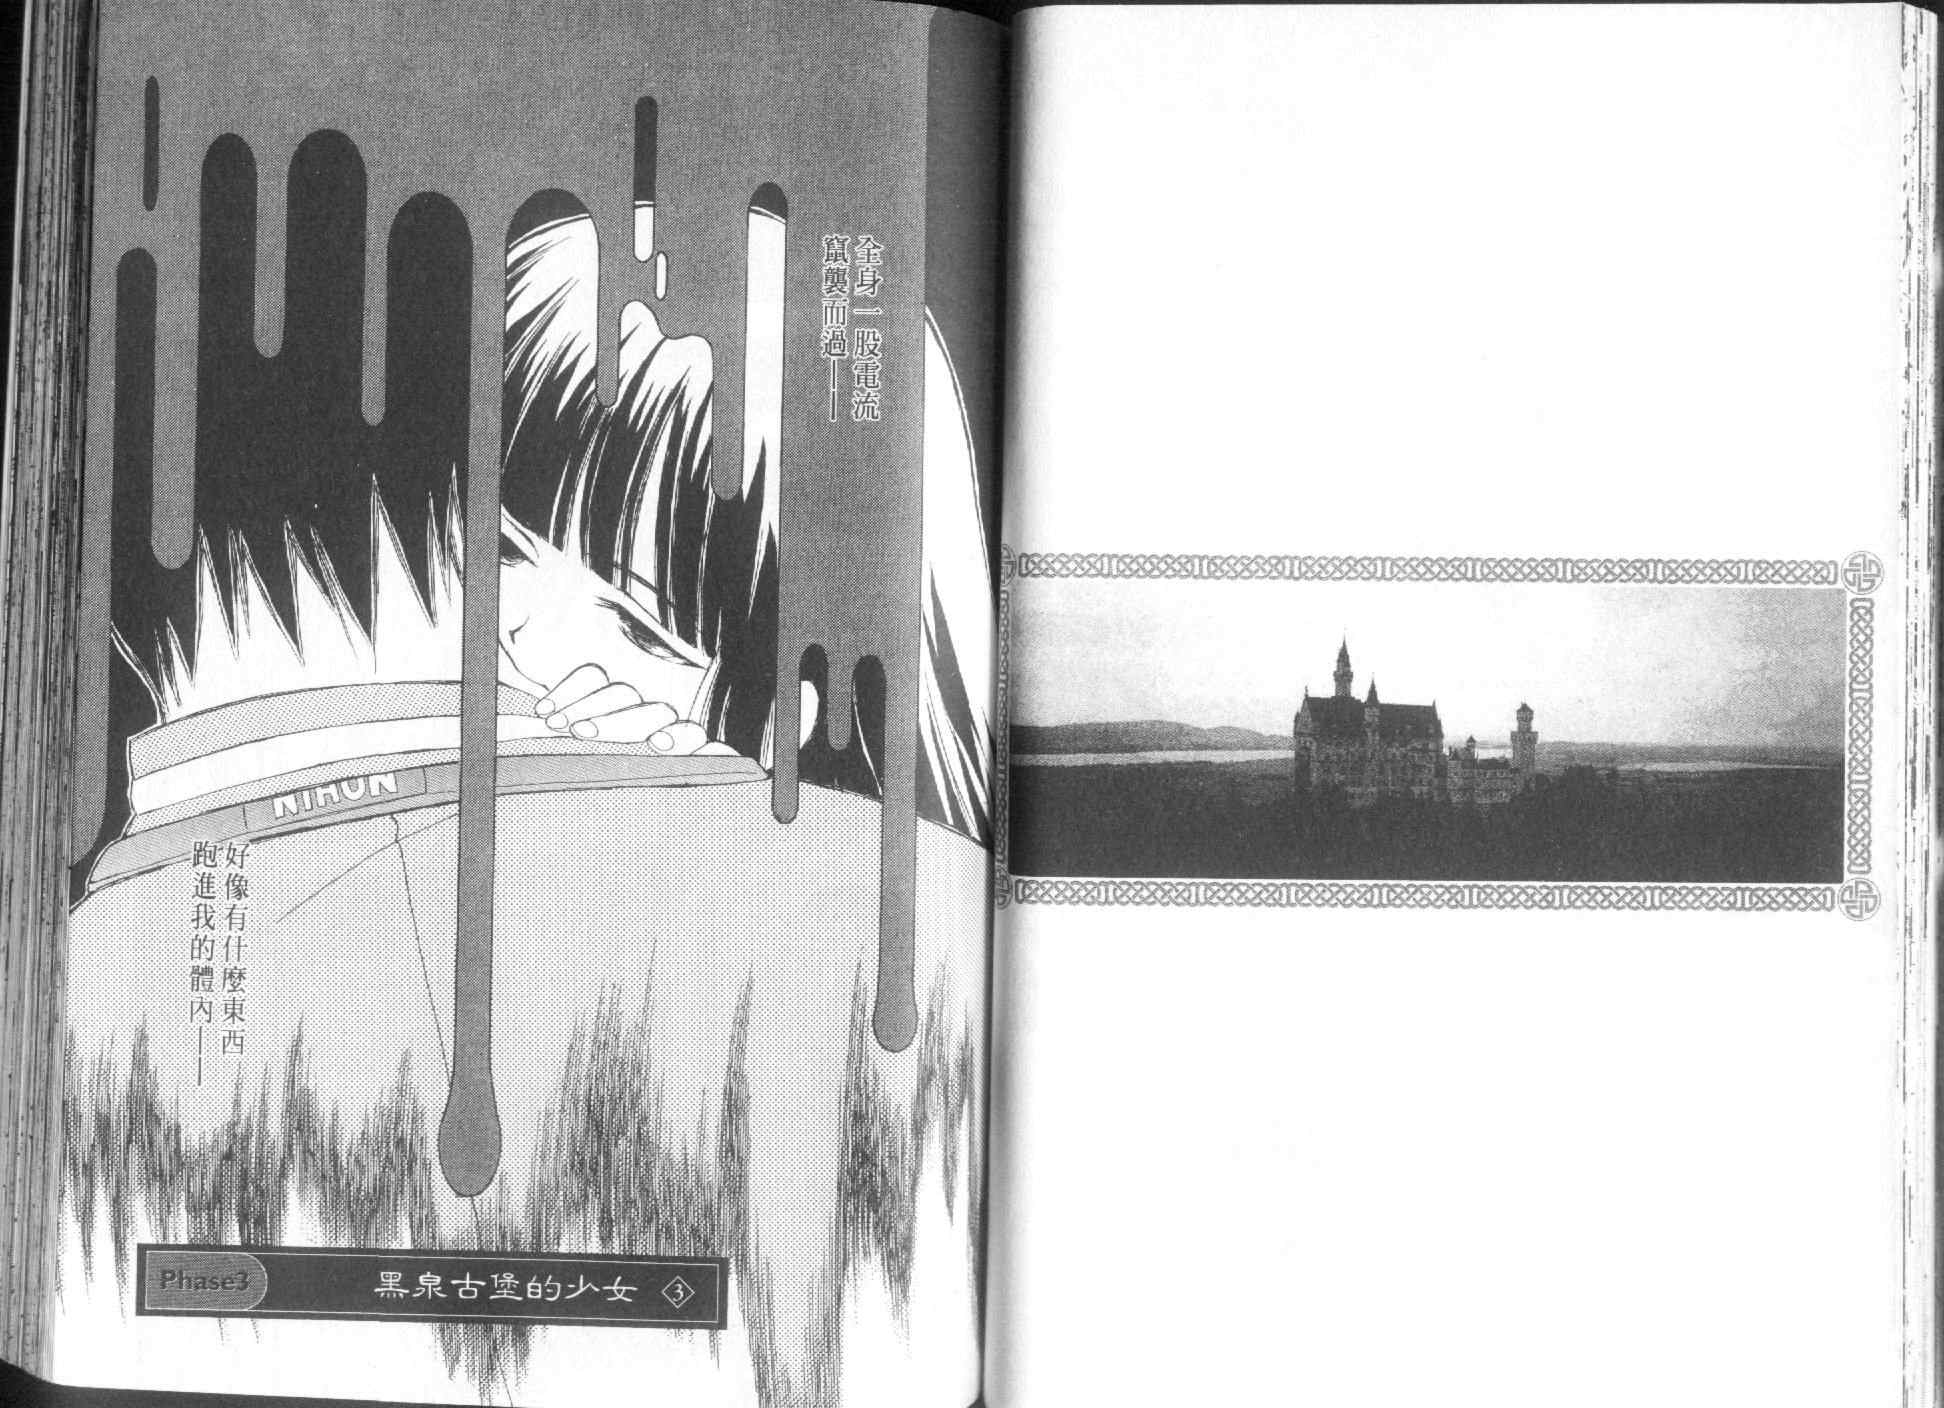 全身一股電流
竄襲而過——
NIHON
好像有什麼東西
跑進我的體內——
Phase3
黑泉古堡的少女 3